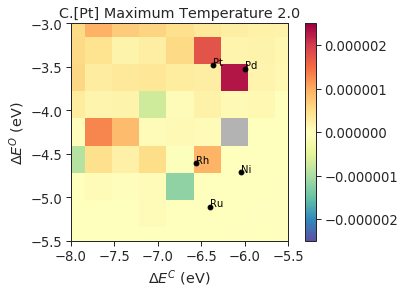 C.[Pt] Maximum Temperature 2.0
−3.0
−3.5
−4.0
−4.5
−5.0
−5.5
ΔE^O (eV)
Pt
Pd
Rh
Ni
Ru
−8.0 −7.5 −7.0 −6.5 −6.0 −5.5
ΔE^C (eV)
0.000002
0.000001
0.000000
−0.000001
−0.000002